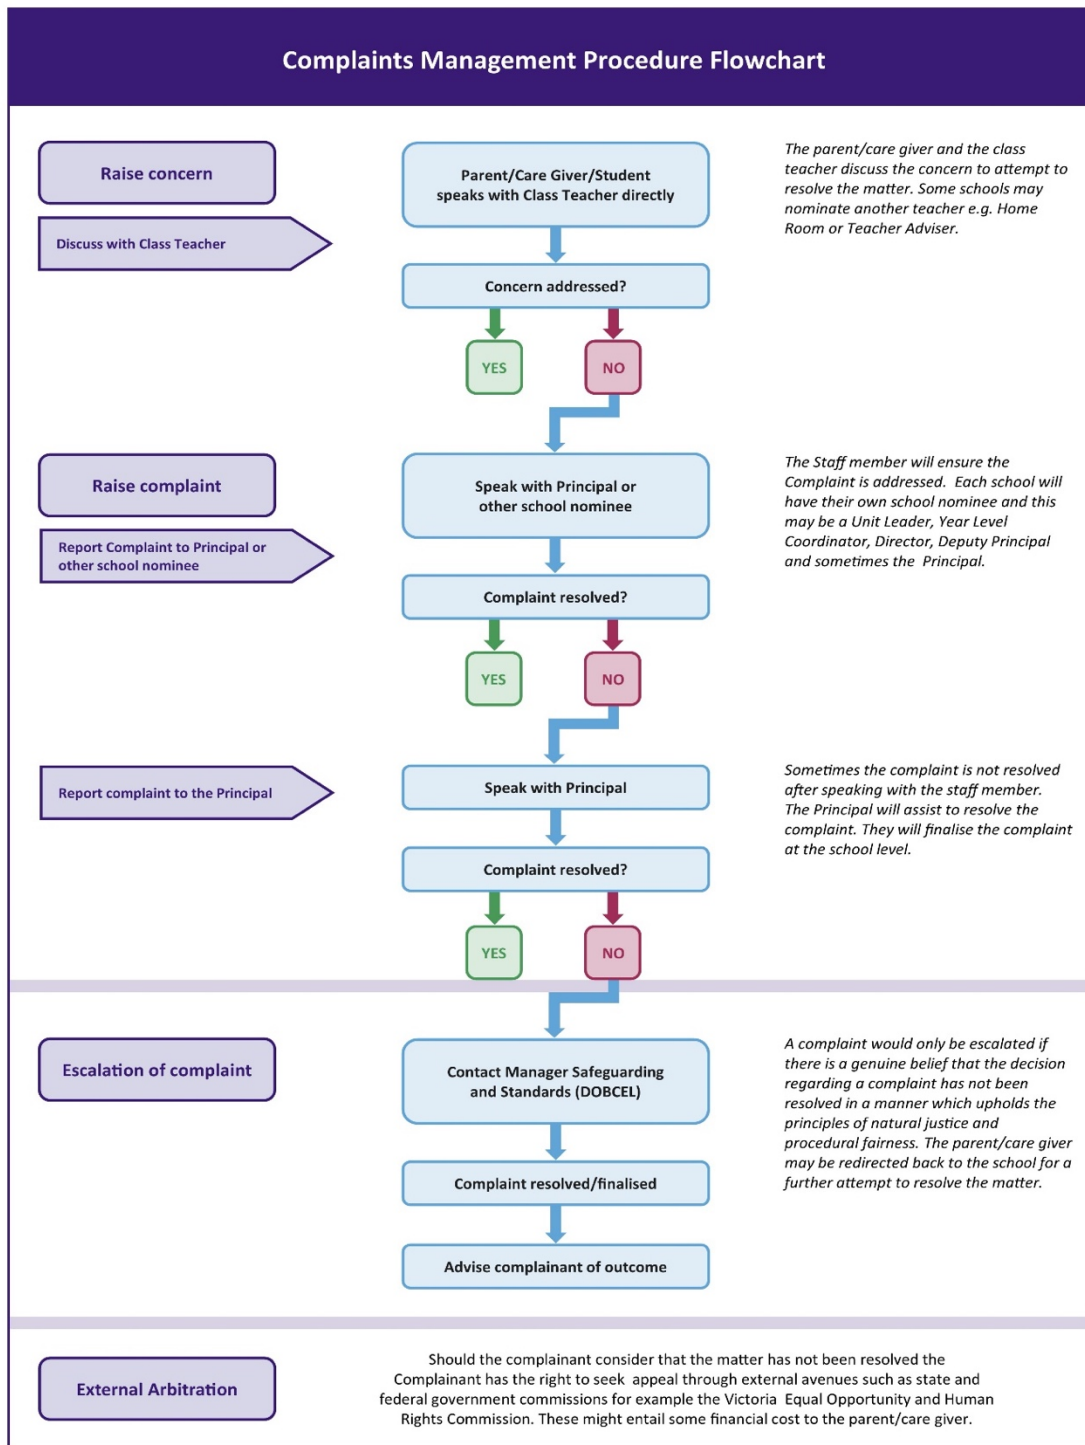 Complaints Management Procedure Flowchart
Raise concern
Discuss with Class Teacher
Parent/Care Giver/Student
speaks with Class Teacher directly
The parent/care giver and the class
teacher discuss the concern to attempt to
resolve the matter. Some schools may
nominate another teacher e.g. Home
Room or Teacher Adviser.
Concern addressed?
YES
NO
Raise complaint
Report Complaint to Principal or
other school nominee
Speak with Principal or
other school nominee
The Staff member will ensure the
Complaint is addressed.  Each school will
have their own school nominee and this
may be a Unit Leader, Year Level
Coordinator, Director, Deputy Principal
and sometimes the  Principal.
Complaint resolved?
YES
NO
Report complaint to the Principal
Speak with Principal
Sometimes the complaint is not resolved
after speaking with the staff member.
The Principal will assist to resolve the
complaint. They will finalise the complaint
at the school level.
Complaint resolved?
YES
NO
Escalation of complaint
Contact Manager Safeguarding
and Standards (DOBCEL)
A complaint would only be escalated if
there is a genuine belief that the decision
regarding a complaint has not been
resolved in a manner which upholds the
principles of natural justice and
procedural fairness. The parent/care giver
may be redirected back to the school for a
further attempt to resolve the matter.
Complaint resolved/finalised
Advise complainant of outcome
External Arbitration
Should the complainant consider that the matter has not been resolved the
Complainant has the right to seek  appeal through external avenues such as state and
federal government commissions for example the Victoria  Equal Opportunity and Human
Rights Commission. These might entail some financial cost to the parent/care giver.